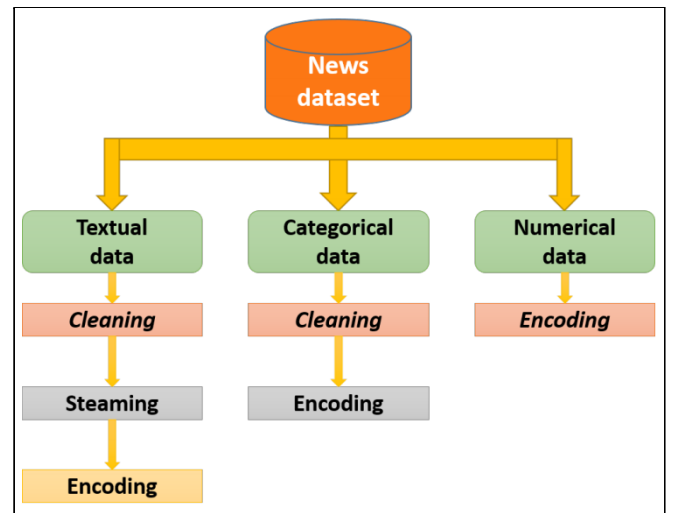 News
dataset
Textual
data
Categorical
data
Numerical
data
Cleaning
Cleaning
Encoding
Steaming
Encoding
Encoding